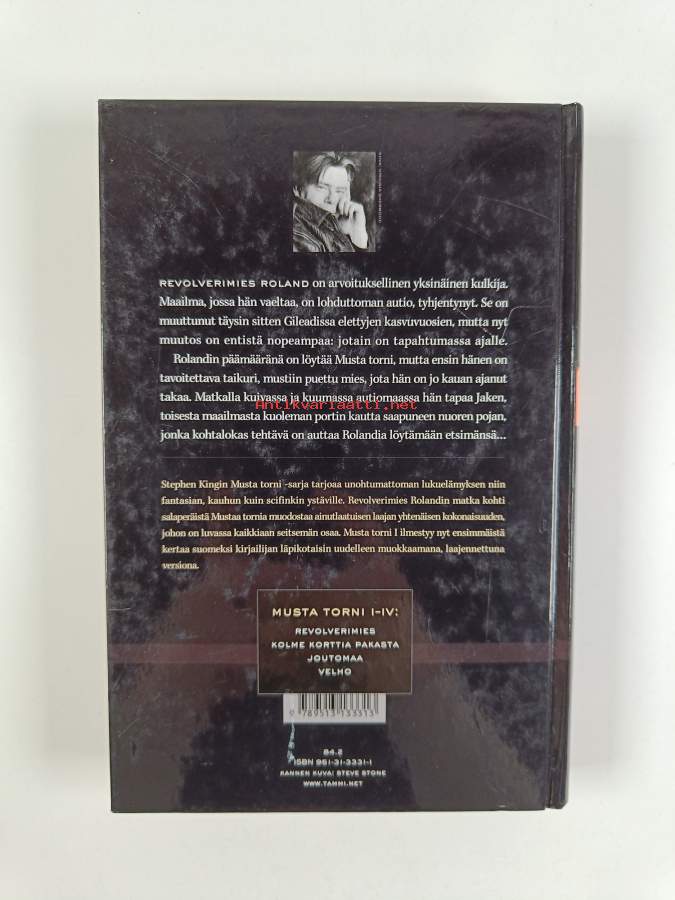 REVOLVERIMIES ROLAND on arvoituksellinen yksinäinen kulkija.
Maailma, jossa hän vaeltaa, on lohduttoman autio, tyhjentynyt. Se on
muuttunut täysin sitten Gileadissa elettyjen kasvuvuosien, mutta nyt
muutos on entistä nopeampaa: jotain on tapahtumassa ajalle.
Rolandin päämääränä on löytää Musta torni, mutta ensin hänen on
tavoitettava taikuri, mustiin puettu mies, jota hän on jo kauan ajanut
takaa. Matkalla kuivassa ja kuumassa autiomaassa hän tapaa Jaken,
Antikvariaatti.net
toisesta maailmasta kuoleman portin kautta saapuneen nuoren pojan,
jonka kohtalokas tehtävä on auttaa Rolandia löytämään etsimänsä...
Stephen Kingin Musta torni -sarja tarjoaa unohtumattoman lukuelämyksen niin
fantasian, kauhun kuin scifinkin ystäville. Revolverimies Rolandin matka kohti
salaperäistä Mustaa tornia muodostaa ainutlaatuisen laajan yhtenäisen kokonaisuuden,
johon on luvassa kaikkiaan seitsemän osaa. Musta torni I ilmestyy nyt ensimmäistä
kertaa suomeksi kirjailijan läpikotaisin uudelleen muokkaamana, laajennettuna
versiona.
MUSTA TORNI I–IV:
REVOLVERIMIES
KOLME KORTTIA PAKASTA
JOUTOMAA
VELHO
9 789513 133313
84.2
ISBN 951-31-3331-1
KANNEN KUVA: STEVE STONE
WWW.TAMMI.NET